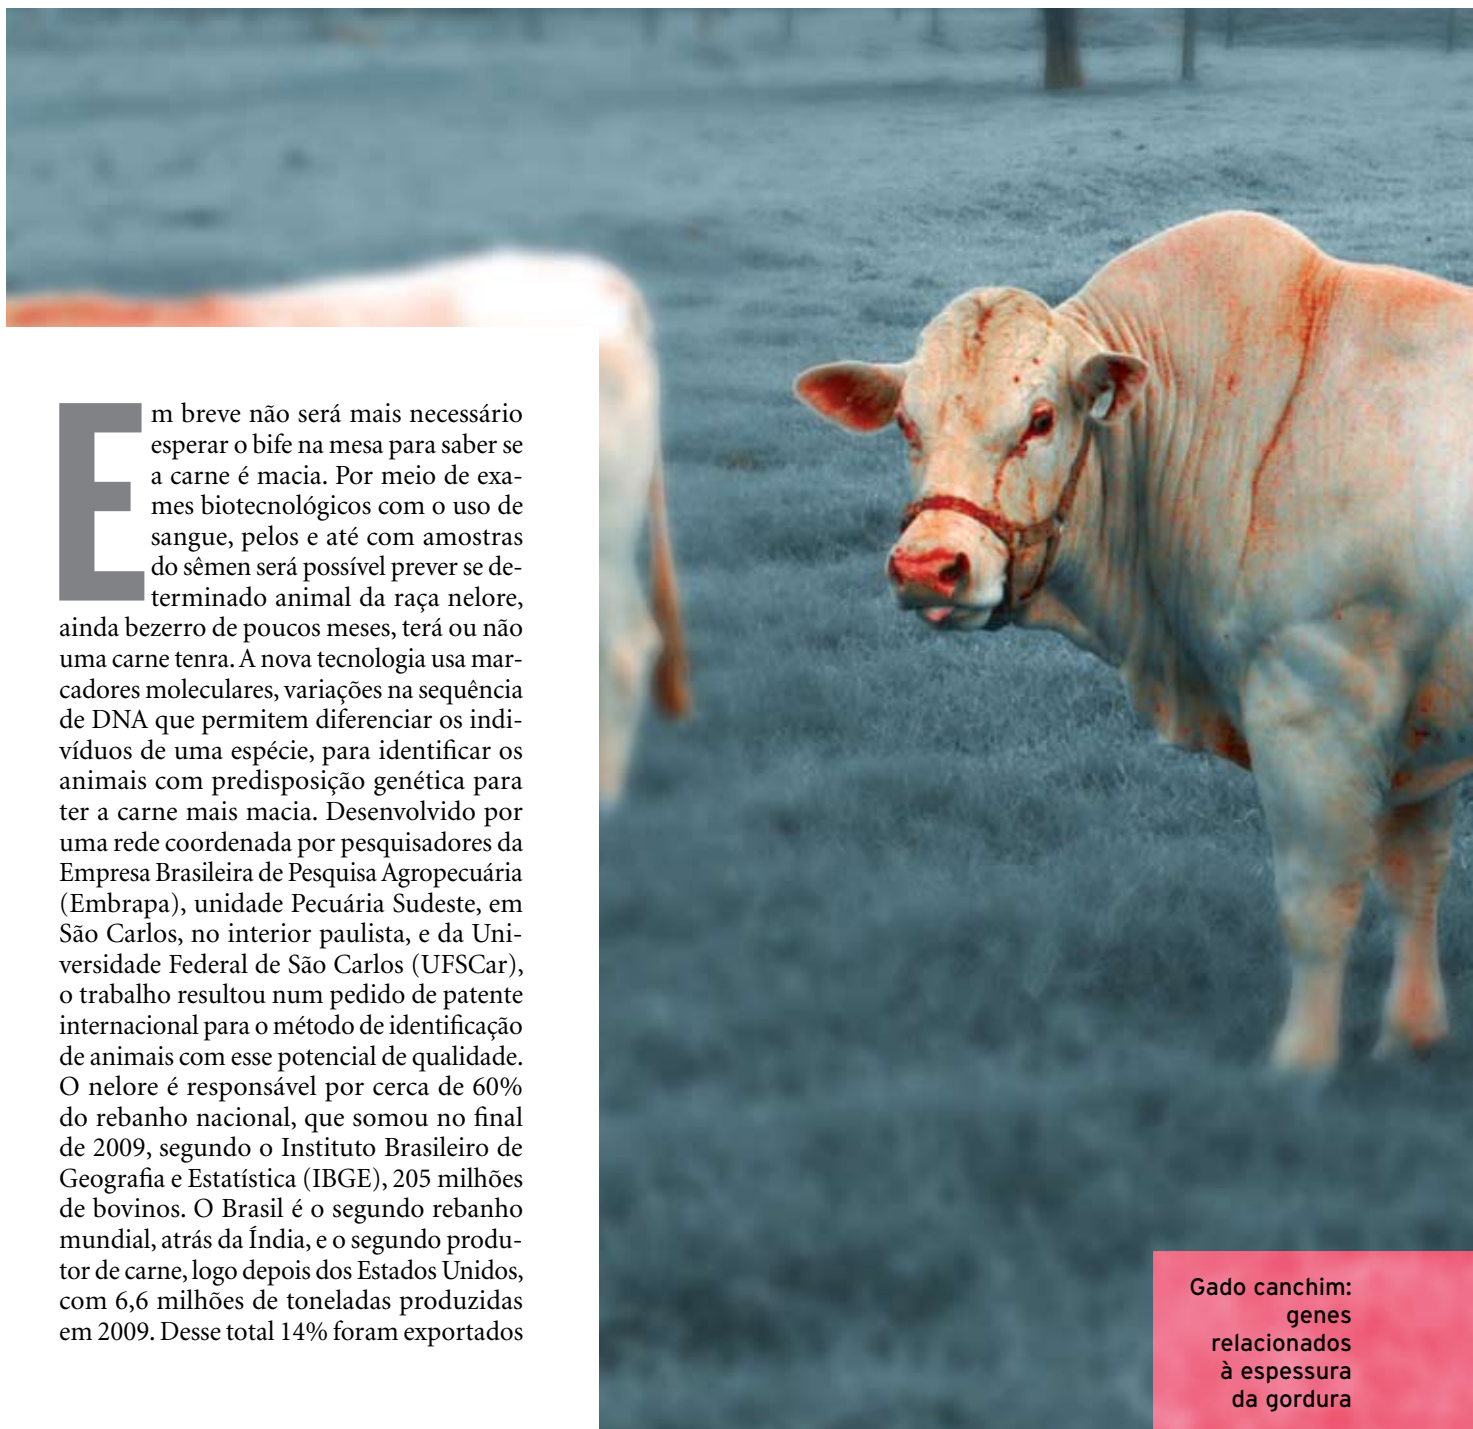 Em breve não será mais necessário
esperar o bife na mesa para saber se
a carne é macia. Por meio de exa-
mes biotecnológicos com o uso de
sangue, pelos e até com amostras
do sêmen será possível prever se de-
terminado animal da raça nelore,
ainda bezerro de poucos meses, terá ou não
uma carne tenra. A nova tecnologia usa mar-
cadores moleculares, variações na sequência
de DNA que permitem diferenciar os indi-
víduos de uma espécie, para identificar os
animais com predisposição genética para
ter a carne mais macia. Desenvolvido por
uma rede coordenada por pesquisadores da
Empresa Brasileira de Pesquisa Agropecuária
(Embrapa), unidade Pecuária Sudeste, em
São Carlos, no interior paulista, e da Uni-
versidade Federal de São Carlos (UFSCar),
o trabalho resultou num pedido de patente
internacional para o método de identificação
de animais com esse potencial de qualidade.
O nelore é responsável por cerca de 60%
do rebanho nacional, que somou no final
de 2009, segundo o Instituto Brasileiro de
Geografia e Estatística (IBGE), 205 milhões
de bovinos. O Brasil é o segundo rebanho
mundial, atrás da Índia, e o segundo produ-
tor de carne, logo depois dos Estados Unidos,
com 6,6 milhões de toneladas produzidas
em 2009. Desse total 14% foram exportados
Gado canchim:
genes
relacionados
à espessura
da gordura